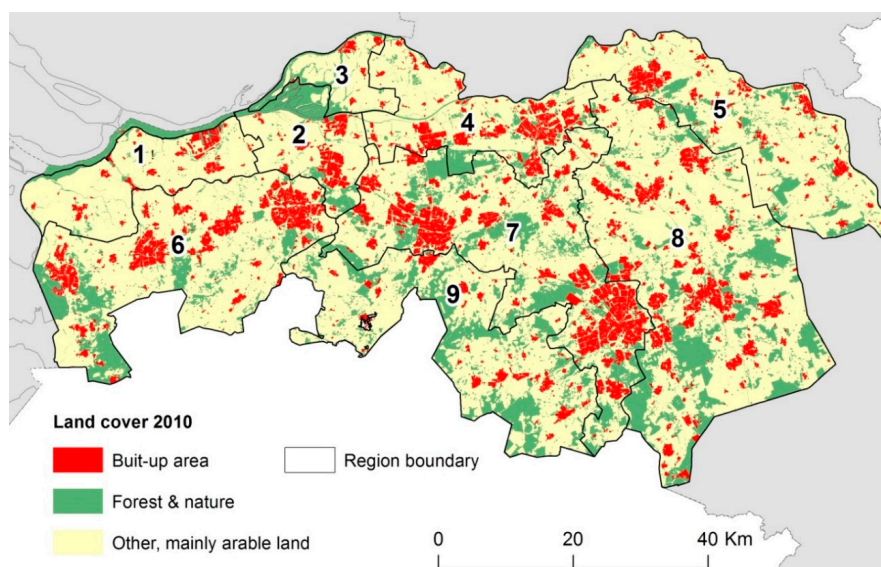 3
5
4
2
1
7
8
6
9
Land cover 2010
Buit-up area
Region boundary
Forest & nature
Other, mainly arable land
0
20
40 Km